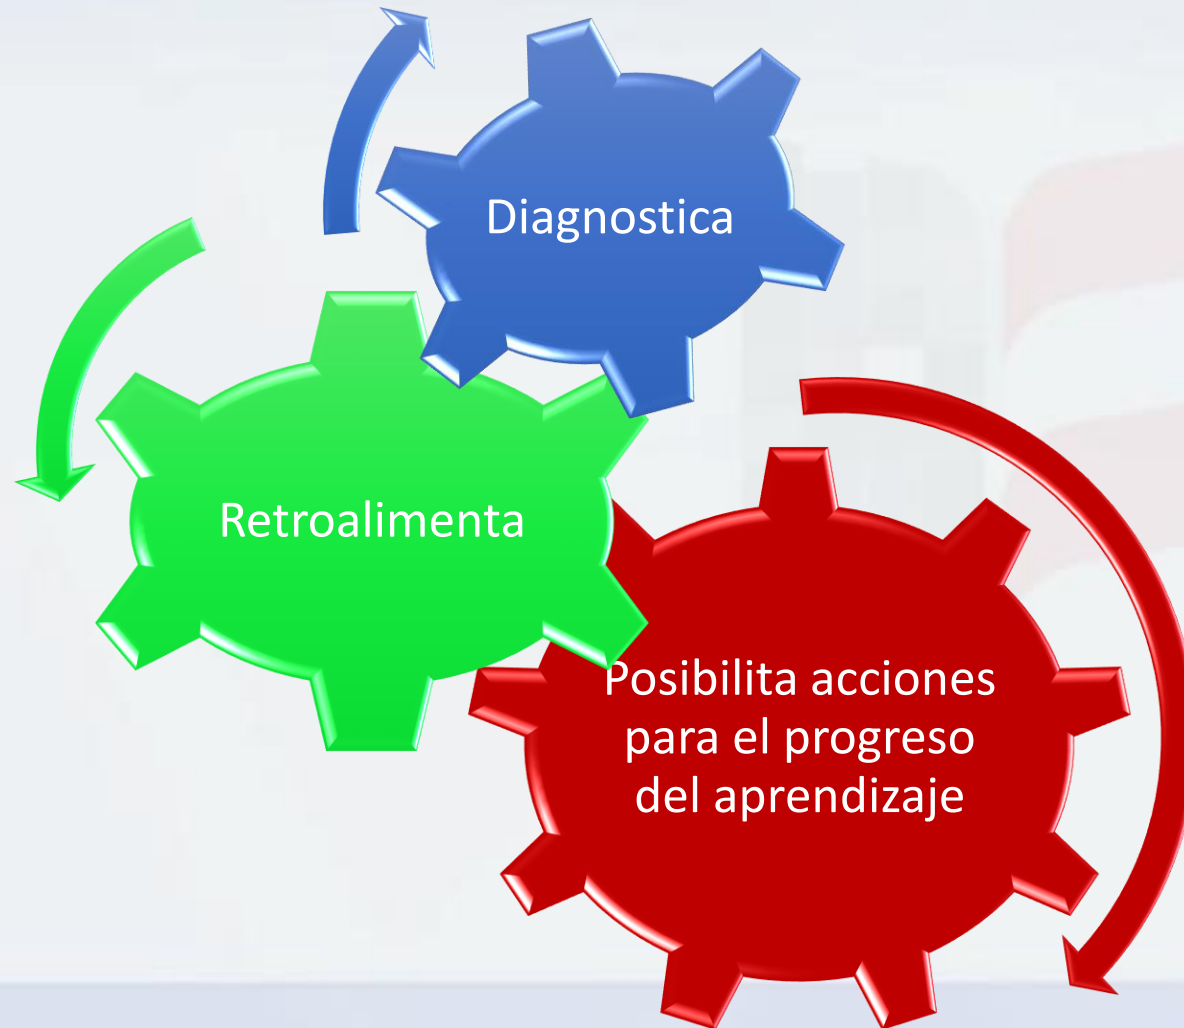 Diagnostica
Retroalimenta
Posibilita acciones
para el progreso
del aprendizaje